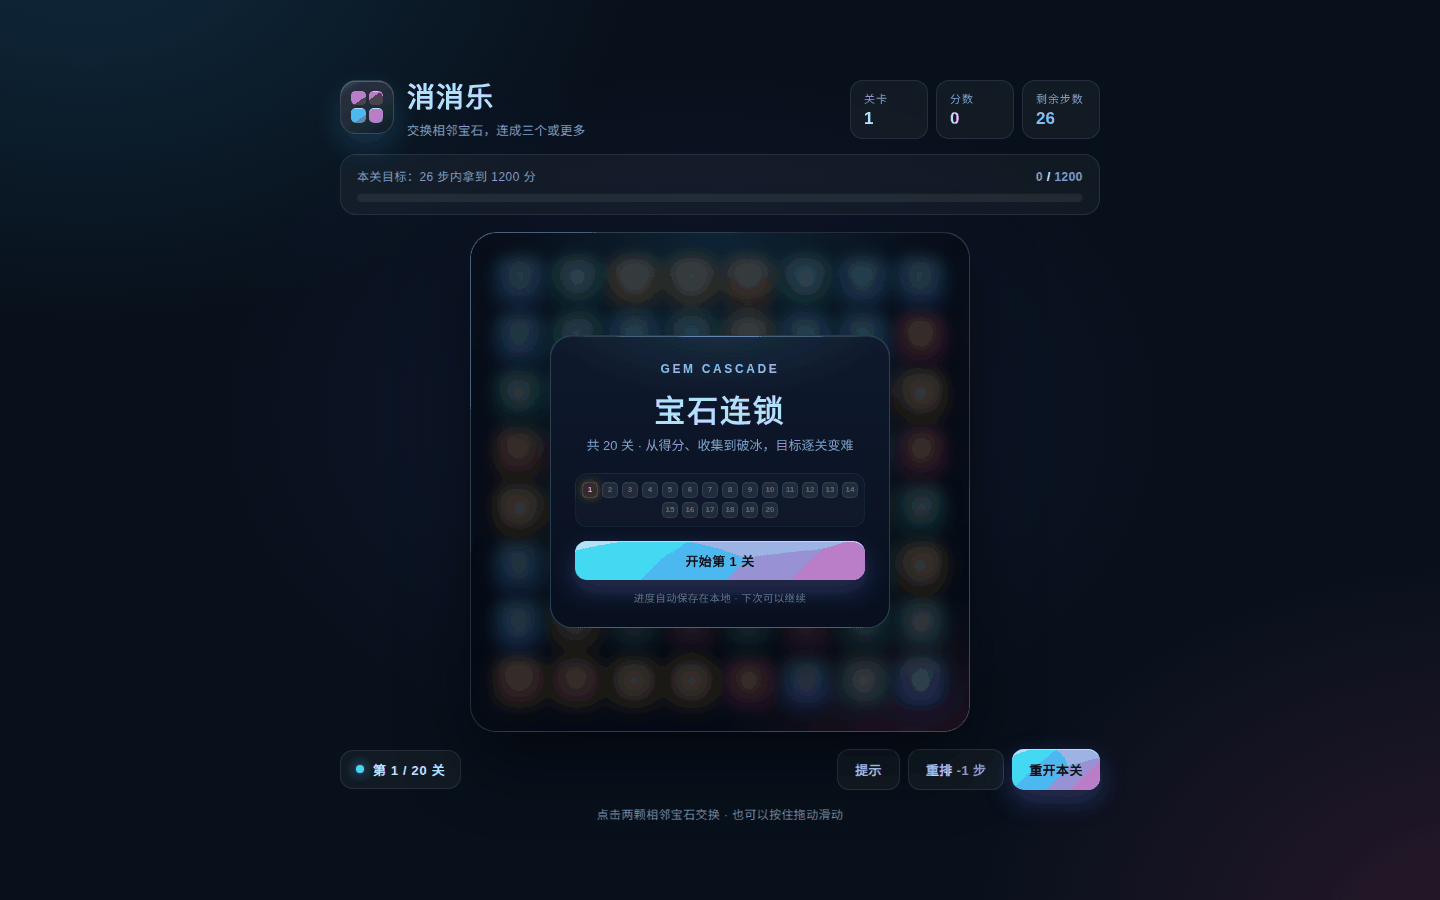 消消乐
交换相邻宝石，连成三个或更多
关卡
1
分数
0
剩余步数
26
本关目标：26 步内拿到 1200 分
0 / 1200
GEM CASCADE
宝石连锁
共 20 关 · 从得分、收集到破冰，目标逐关变难
1 2 3 4 5 6 7 8 9 10 11 12 13 14
15 16 17 18 19 20
开始第 1 关
进度自动保存在本地 · 下次可以继续
第 1 / 20 关
提示
重排 -1 步
重开本关
点击两颗相邻宝石交换 · 也可以按住拖动滑动